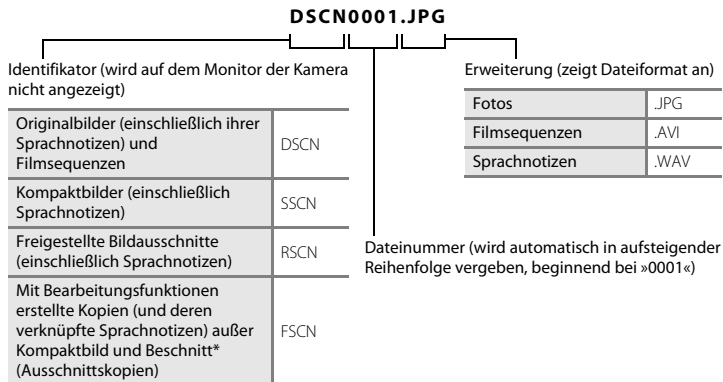 DSCN0001.JPG
Identifikator (wird auf dem Monitor der Kamera
nicht angezeigt)
Originalbilder (einschließlich ihrer
Sprachnotizen) und
Filmsequenzen
DSCN
Kompaktbilder (einschließlich
Sprachnotizen)
SSCN
Freigestellte Bildausschnitte
(einschließlich Sprachnotizen)
RSCN
Mit Bearbeitungsfunktionen
erstellte Kopien (und deren
verknüpfte Sprachnotizen) außer
Kompaktbild und Beschnitt*
(Ausschnittskopien)
FSCN
Erweiterung (zeigt Dateiformat an)
Fotos .JPG
Filmsequenzen .AVI
Sprachnotizen .WAV
Dateinummer (wird automatisch in aufsteigender
Reihenfolge vergeben, beginnend bei »0001«)